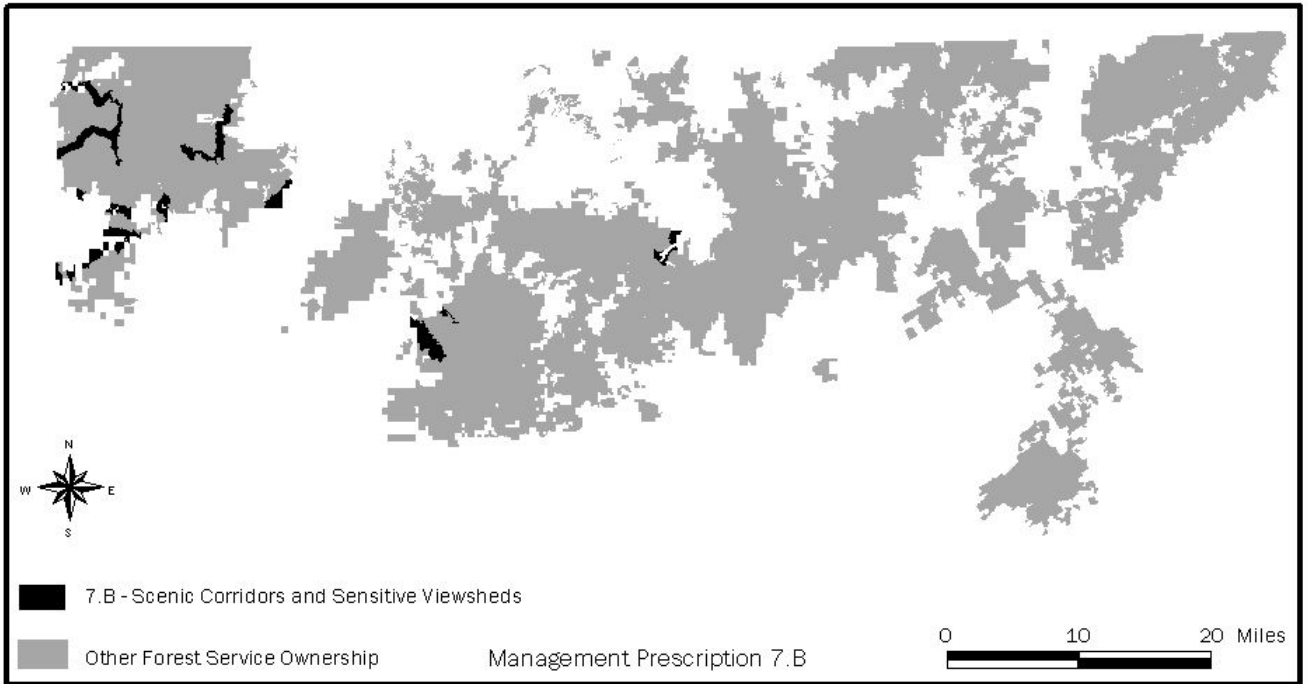 N
W E
S
7.B - Scenic Corridors and Sensitive Viewsheds
Other Forest Service Ownership
Management Prescription 7.B
0 10 20 Miles